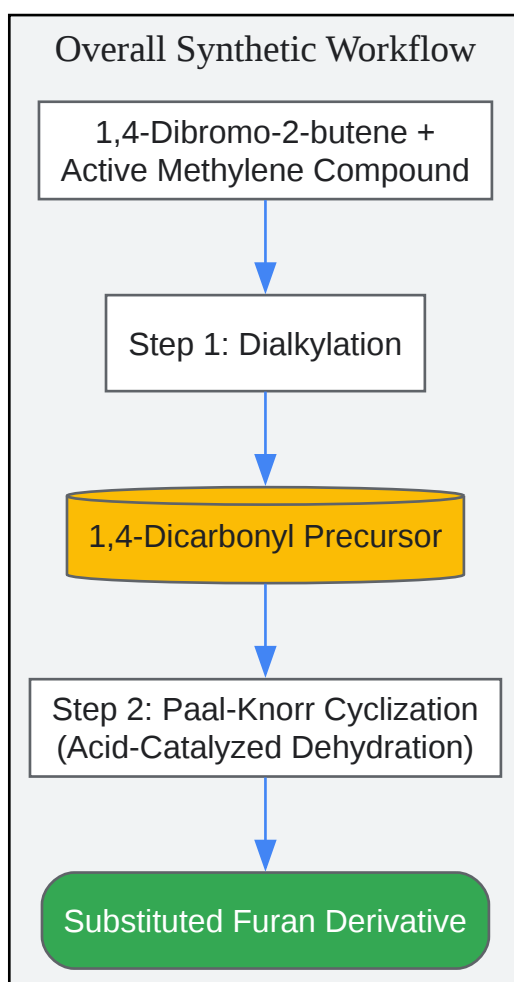 Overall Synthetic Workflow
1,4-Dibromo-2-butene +
Active Methylene Compound
Step 1: Dialkylation
1,4-Dicarbonyl Precursor
Step 2: Paal-Knorr Cyclization
(Acid-Catalyzed Dehydration)
Substituted Furan Derivative